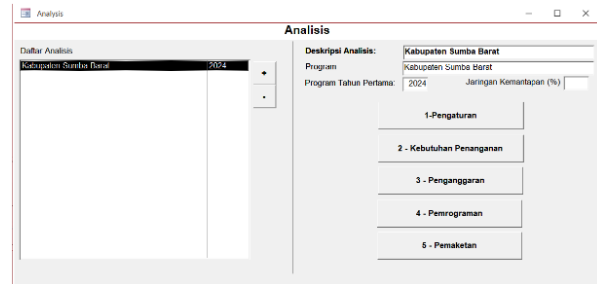 Analysis
Analisis
Daftar Analisis
Kabupaten Sumba Barat 2024
+
-
Deskripsi Analisis: Kabupaten Sumba Barat
Program Kabupaten Sumba Barat
Program Tahun Pertama: 2024 Jaringan Kemantapan (%)
1-Pengaturan
2 - Kebutuhan Penanganan
3 - Penganggaran
4 - Pemrograman
5 - Pemaketan